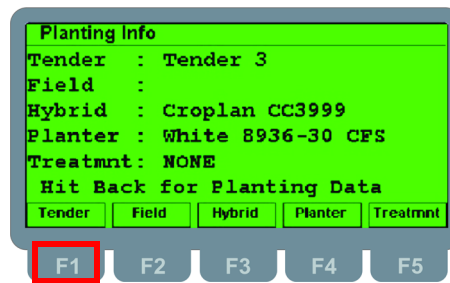 Planting Info
Tender : Tender 3
Field :
Hybrid : Croplan CC3999
Planter : White 8936-30 CFS
Treatmnt: NONE
Hit Back for Planting Data
Tender Field Hybrid Planter Treatmnt
F1 F2 F3 F4 F5